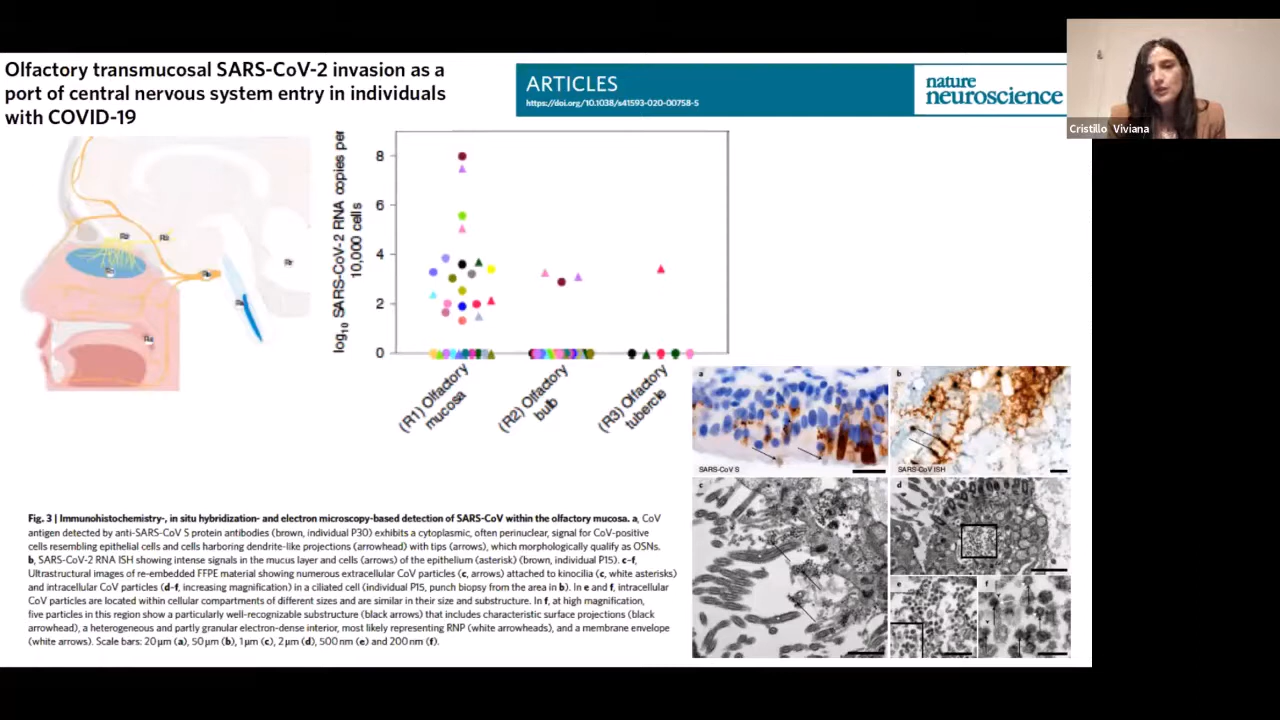 Olfactory transmucosal SARS-CoV-2 invasion as a
port of central nervous system entry in individuals
with COVID-19
ARTICLES
https://doi.org/10.1038/s41593-020-00758-5
nature
neuroscience
Cristillo Viviana
log10 SARS-CoV-2 RNA copies per
10,000 cells
8
6
4
2
0
(R1) Olfactory
mucosa
(R2) Olfactory
bulb
(R3) Olfactory
tubercle
a
SARS-CoV S
b
SARS-CoV ISH
c
d
e
f
Fig. 3 | Immunohistochemistry-, in situ hybridization- and electron microscopy-based detection of SARS-CoV within the olfactory mucosa. a, CoV
antigen detected by anti-SARS-CoV S protein antibodies (brown, individual P30) exhibits a cytoplasmic, often perinuclear, signal for CoV-positive
cells resembling epithelial cells and cells harboring dendrite-like projections (arrowhead) with tips (arrows), which morphologically qualify as OSNs.
b, SARS-CoV-2 RNA ISH showing intense signals in the mucus layer and cells (arrows) of the epithelium (asterisk) (brown, individual P15). c–f,
Ultrastructural images of re-embedded FFPE material showing numerous extracellular CoV particles (c, arrows) attached to kinocilia (c, white asterisks)
and intracellular CoV particles (d–f, increasing magnification) in a ciliated cell (individual P15, punch biopsy from the area in b). In e and f, intracellular
CoV particles are located within cellular compartments of different sizes and are similar in their size and substructure. In f, at high magnification,
five particles in this region show a particularly well-recognizable substructure (black arrows) that includes characteristic surface projections (black
arrowhead), a heterogeneous and partly granular electron-dense interior, most likely representing RNP (white arrowheads), and a membrane envelope
(white arrows). Scale bars: 20 µm (a), 50 µm (b), 1 µm (c), 2 µm (d), 500 nm (e) and 200 nm (f).